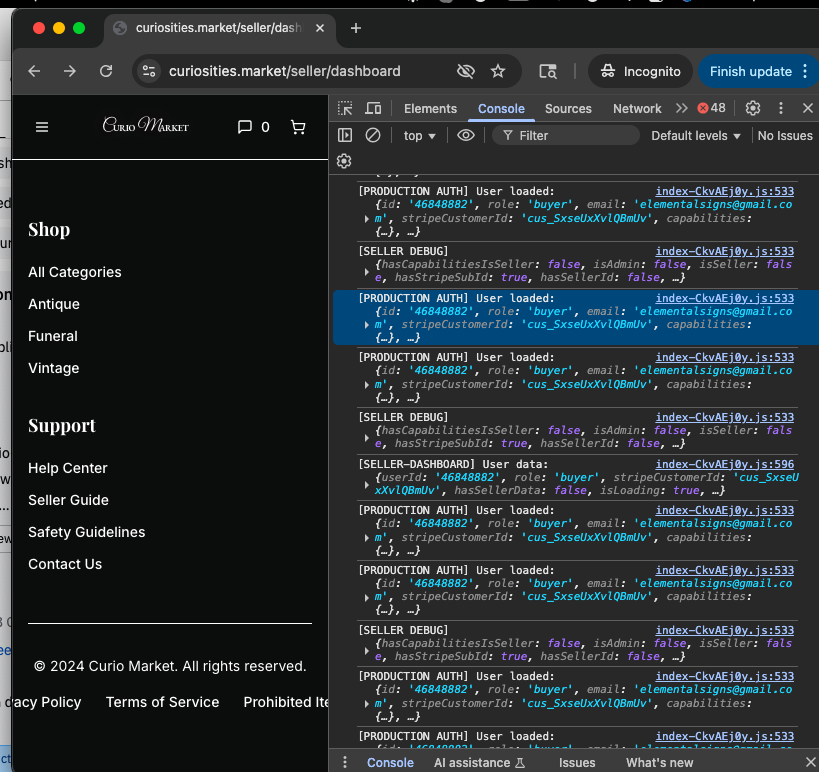 curiosities.market/seller/dash
curiosities.market/seller/dashboard
Incognito
Finish update
Curio Market
0
Shop
All Categories
Antique
Funeral
Vintage
Support
Help Center
Seller Guide
Safety Guidelines
Contact Us
© 2024 Curio Market. All rights reserved.
acy Policy Terms of Service Prohibited Ite
Elements Console Sources Network 48
top Filter Default levels No Issues
[PRODUCTION AUTH] User loaded: index-CkvAEj0y.js:533
{id: '46848882', role: 'buyer', email: 'elementalsigns@gmail.co
m', stripeCustomerId: 'cus_SxseUxXvlQBmUv', capabilities:
{…}, …}
[SELLER DEBUG] index-CkvAEj0y.js:533
{hasCapabilitiesIsSeller: false, isAdmin: false, isSeller: fals
e, hasStripeSubId: true, hasSellerId: false, …}
[PRODUCTION AUTH] User loaded: index-CkvAEj0y.js:533
{id: '46848882', role: 'buyer', email: 'elementalsigns@gmail.co
m', stripeCustomerId: 'cus_SxseUxXvlQBmUv', capabilities:
{…}, …}
[PRODUCTION AUTH] User loaded: index-CkvAEj0y.js:533
{id: '46848882', role: 'buyer', email: 'elementalsigns@gmail.co
m', stripeCustomerId: 'cus_SxseUxXvlQBmUv', capabilities:
{…}, …}
[SELLER DEBUG] index-CkvAEj0y.js:533
{hasCapabilitiesIsSeller: false, isAdmin: false, isSeller: fals
e, hasStripeSubId: true, hasSellerId: false, …}
[SELLER-DASHBOARD] User data: index-CkvAEj0y.js:596
{userId: '46848882', role: 'buyer', stripeCustomerId: 'cus_SxseU
xXvlQBmUv', hasSellerData: false, isLoading: true, …}
[PRODUCTION AUTH] User loaded: index-CkvAEj0y.js:533
{id: '46848882', role: 'buyer', email: 'elementalsigns@gmail.co
m', stripeCustomerId: 'cus_SxseUxXvlQBmUv', capabilities:
{…}, …}
[PRODUCTION AUTH] User loaded: index-CkvAEj0y.js:533
{id: '46848882', role: 'buyer', email: 'elementalsigns@gmail.co
m', stripeCustomerId: 'cus_SxseUxXvlQBmUv', capabilities:
{…}, …}
[SELLER DEBUG] index-CkvAEj0y.js:533
{hasCapabilitiesIsSeller: false, isAdmin: false, isSeller: fals
e, hasStripeSubId: true, hasSellerId: false, …}
[PRODUCTION AUTH] User loaded: index-CkvAEj0y.js:533
{id: '46848882', role: 'buyer', email: 'elementalsigns@gmail.co
m', stripeCustomerId: 'cus_SxseUxXvlQBmUv', capabilities:
{…}, …}
[PRODUCTION AUTH] User loaded: index-CkvAEj0y.js:533
Console AI assistance Issues What's new